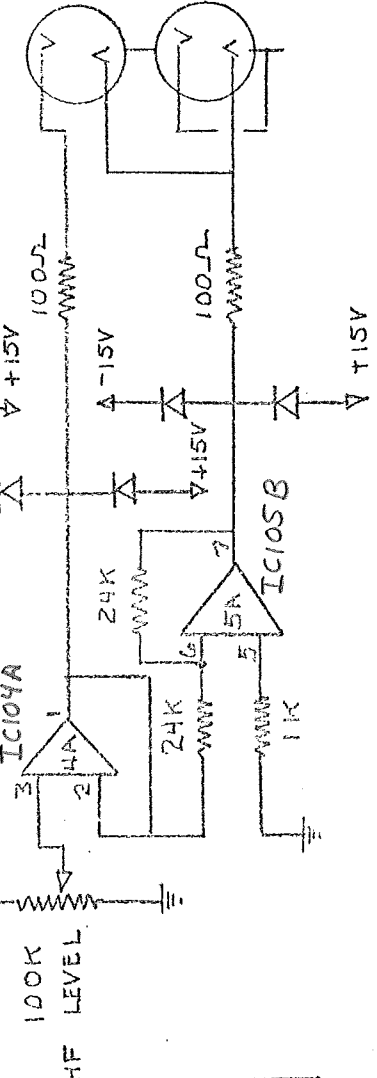 +15V
100Ω
-15V
+15V
100Ω
+15V
IC104A
1
3
4A
2
24K
24K
7
6
5A
5
IC105B
1K
100K
HF LEVEL